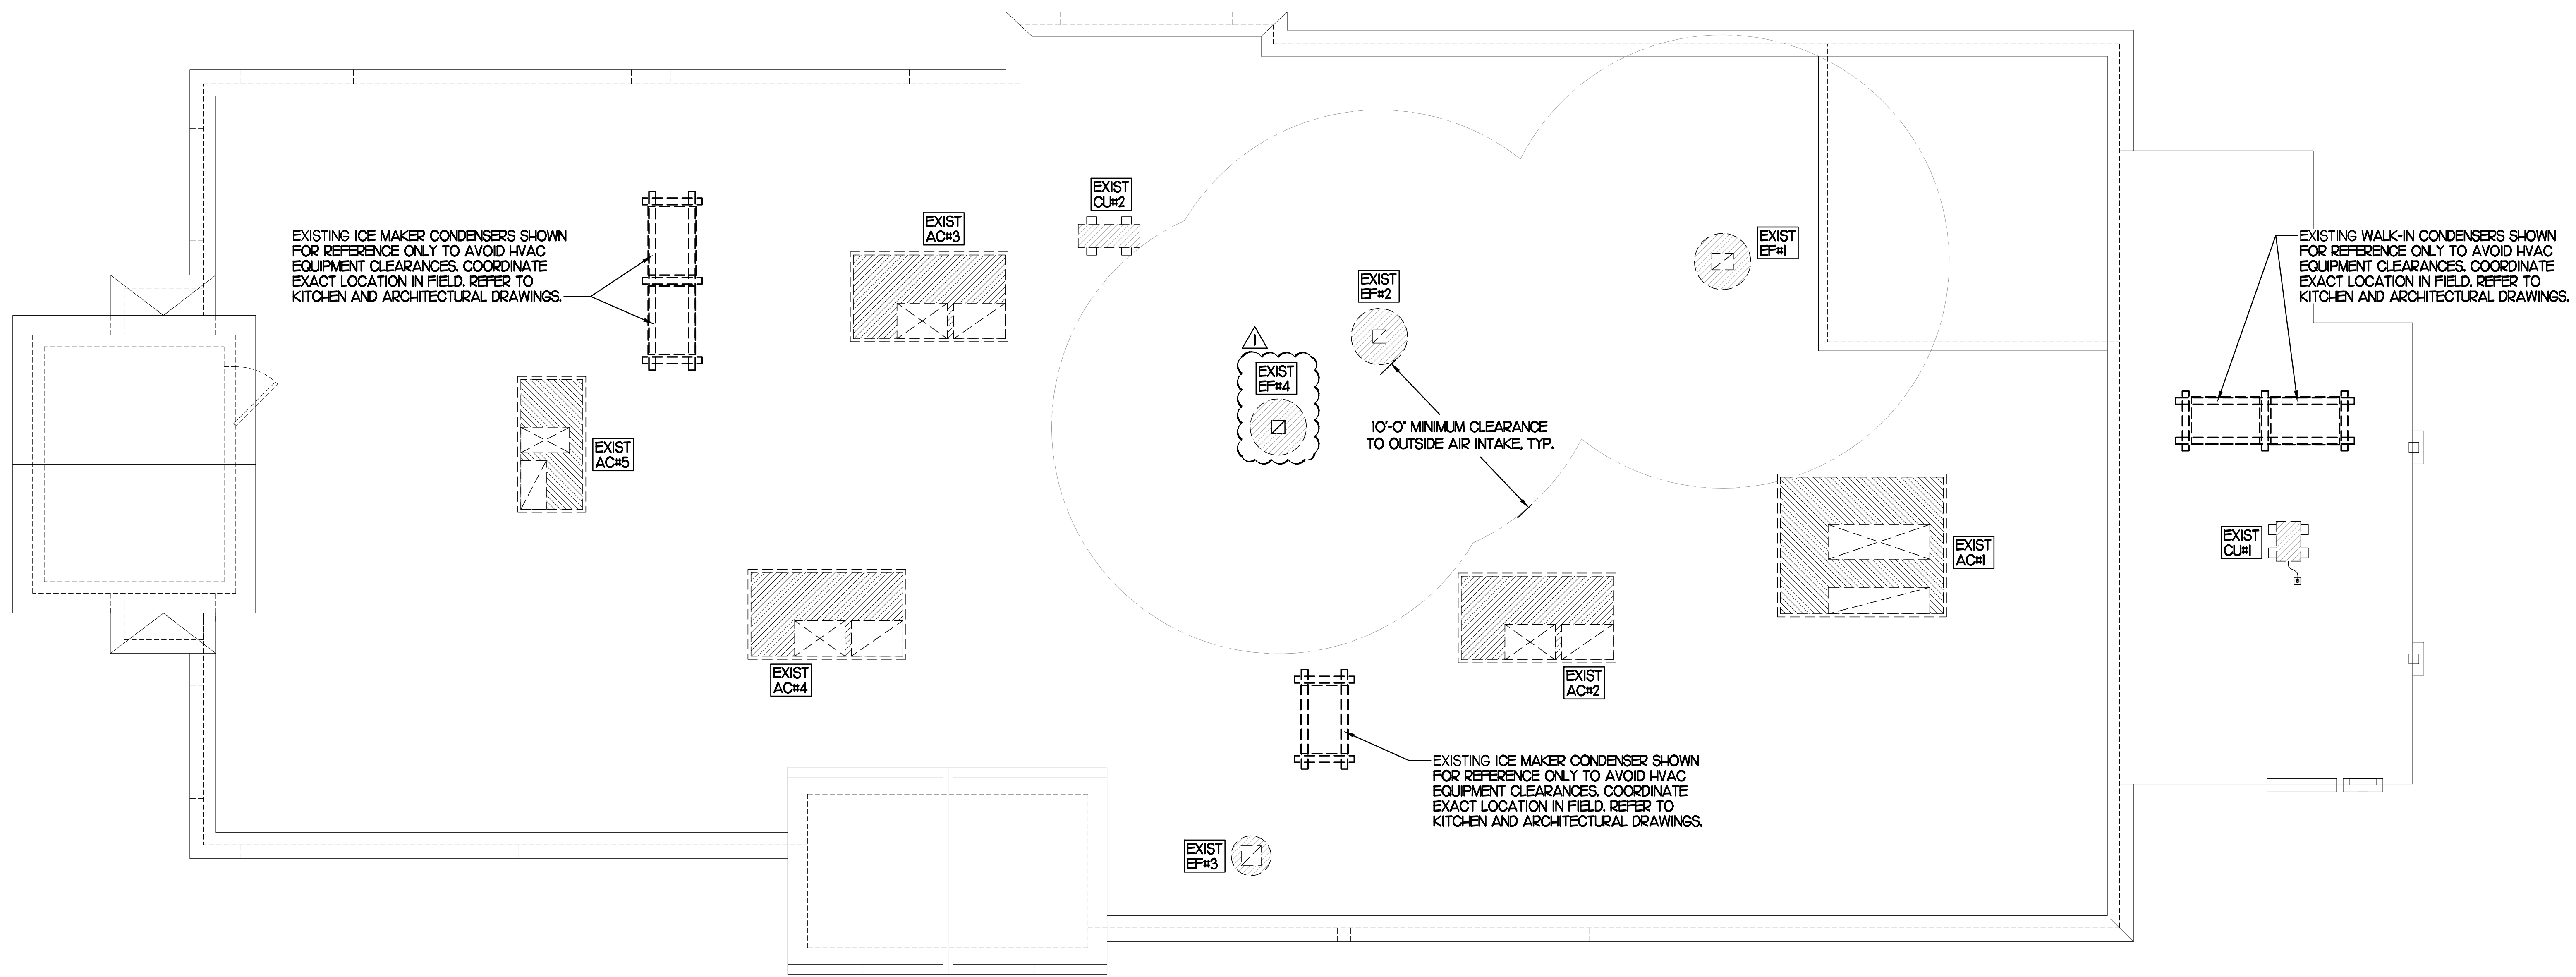 EXISTING ICE MAKER CONDENSERS SHOWN
FOR REFERENCE ONLY TO AVOID HVAC
EQUIPMENT CLEARANCES. COORDINATE
EXACT LOCATION IN FIELD. REFER TO
KITCHEN AND ARCHITECTURAL DRAWINGS.
EXIST
AC#3
EXIST
CU#2
EXIST
EF#2
EXIST
EF#1
EXISTING WALK-IN CONDENSERS SHOWN
FOR REFERENCE ONLY TO AVOID HVAC
EQUIPMENT CLEARANCES. COORDINATE
EXACT LOCATION IN FIELD. REFER TO
KITCHEN AND ARCHITECTURAL DRAWINGS.
1
EXIST
EF#4
10'-0" MINIMUM CLEARANCE
TO OUTSIDE AIR INTAKE, TYP.
EXIST
AC#5
EXIST
AC#1
EXIST
CU#1
EXIST
AC#4
EXIST
AC#2
EXISTING ICE MAKER CONDENSER SHOWN
FOR REFERENCE ONLY TO AVOID HVAC
EQUIPMENT CLEARANCES. COORDINATE
EXACT LOCATION IN FIELD. REFER TO
KITCHEN AND ARCHITECTURAL DRAWINGS.
EXIST
EF#3